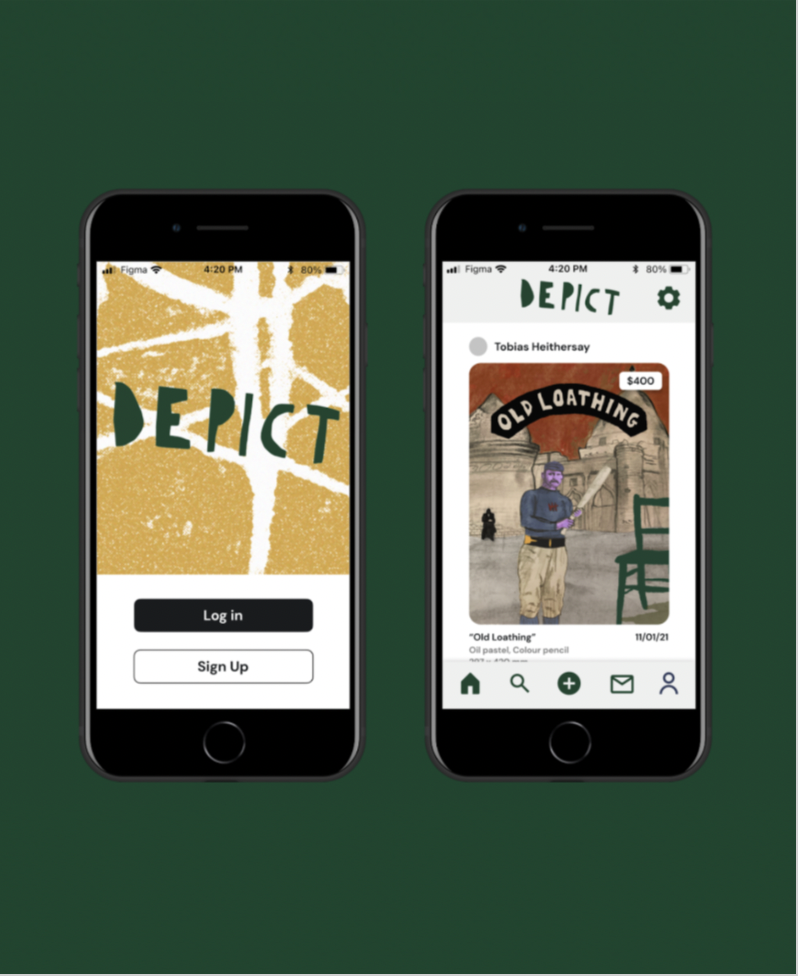 Figma 4:20 PM 80%
DEPICT
Log in
Sign Up
Figma 4:20 PM 80%
DEPICT
Tobias Heithersay
$400
OLD LOATHING
“Old Loathing” 11/01/21
Oil pastel, Colour pencil